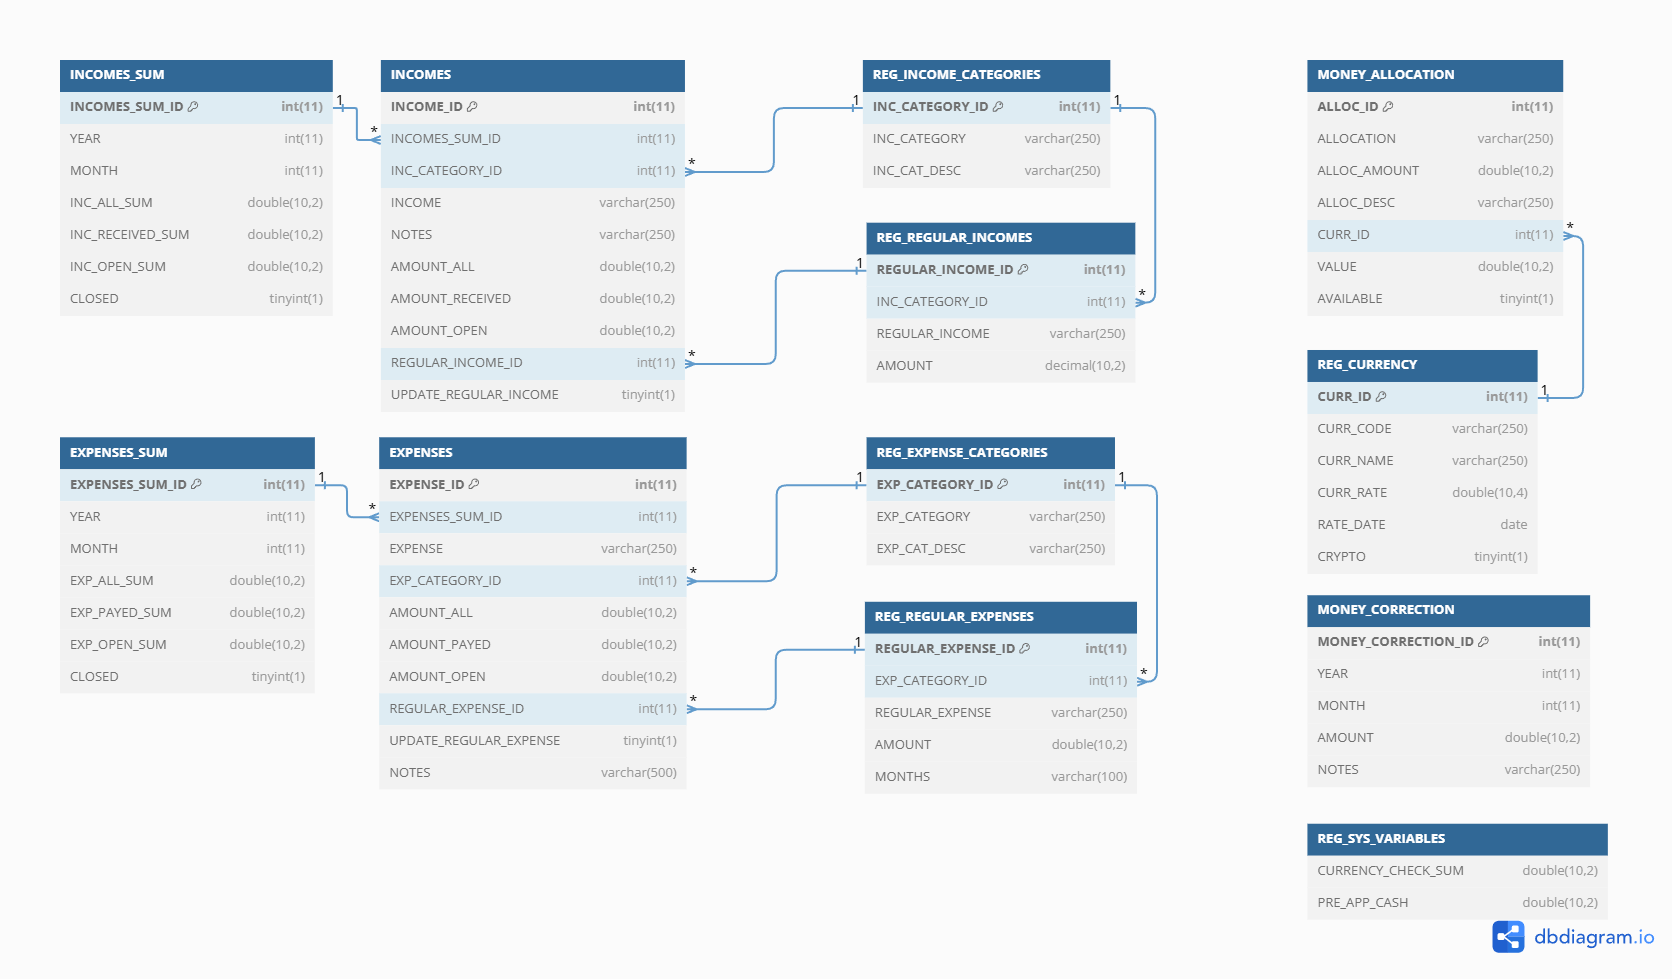 INCOMES_SUM
INCOMES_SUM_ID int(11)
YEAR int(11)
MONTH int(11)
INC_ALL_SUM double(10,2)
INC_RECEIVED_SUM double(10,2)
INC_OPEN_SUM double(10,2)
CLOSED tinyint(1)
1
*
INCOMES
INCOME_ID int(11)
INCOMES_SUM_ID int(11)
INC_CATEGORY_ID int(11)
INCOME varchar(250)
NOTES varchar(250)
AMOUNT_ALL double(10,2)
AMOUNT_RECEIVED double(10,2)
AMOUNT_OPEN double(10,2)
REGULAR_INCOME_ID int(11)
UPDATE_REGULAR_INCOME tinyint(1)
*
1
*
1
REG_INCOME_CATEGORIES
INC_CATEGORY_ID int(11)
INC_CATEGORY varchar(250)
INC_CAT_DESC varchar(250)
1
*
REG_REGULAR_INCOMES
REGULAR_INCOME_ID int(11)
INC_CATEGORY_ID int(11)
REGULAR_INCOME varchar(250)
AMOUNT decimal(10,2)
EXPENSES_SUM
EXPENSES_SUM_ID int(11)
YEAR int(11)
MONTH int(11)
EXP_ALL_SUM double(10,2)
EXP_PAYED_SUM double(10,2)
EXP_OPEN_SUM double(10,2)
CLOSED tinyint(1)
1
*
EXPENSES
EXPENSE_ID int(11)
EXPENSES_SUM_ID int(11)
EXPENSE varchar(250)
EXP_CATEGORY_ID int(11)
AMOUNT_ALL double(10,2)
AMOUNT_PAYED double(10,2)
AMOUNT_OPEN double(10,2)
REGULAR_EXPENSE_ID int(11)
UPDATE_REGULAR_EXPENSE tinyint(1)
NOTES varchar(500)
*
1
*
1
REG_EXPENSE_CATEGORIES
EXP_CATEGORY_ID int(11)
EXP_CATEGORY varchar(250)
EXP_CAT_DESC varchar(250)
1
*
REG_REGULAR_EXPENSES
REGULAR_EXPENSE_ID int(11)
EXP_CATEGORY_ID int(11)
REGULAR_EXPENSE varchar(250)
AMOUNT double(10,2)
MONTHS varchar(100)
MONEY_ALLOCATION
ALLOC_ID int(11)
ALLOCATION varchar(250)
ALLOC_AMOUNT double(10,2)
ALLOC_DESC varchar(250)
CURR_ID int(11)
VALUE double(10,2)
AVAILABLE tinyint(1)
*
1
REG_CURRENCY
CURR_ID int(11)
CURR_CODE varchar(250)
CURR_NAME varchar(250)
CURR_RATE double(10,4)
RATE_DATE date
CRYPTO tinyint(1)
MONEY_CORRECTION
MONEY_CORRECTION_ID int(11)
YEAR int(11)
MONTH int(11)
AMOUNT double(10,2)
NOTES varchar(250)
REG_SYS_VARIABLES
CURRENCY_CHECK_SUM double(10,2)
PRE_APP_CASH double(10,2)
dbdiagram.io